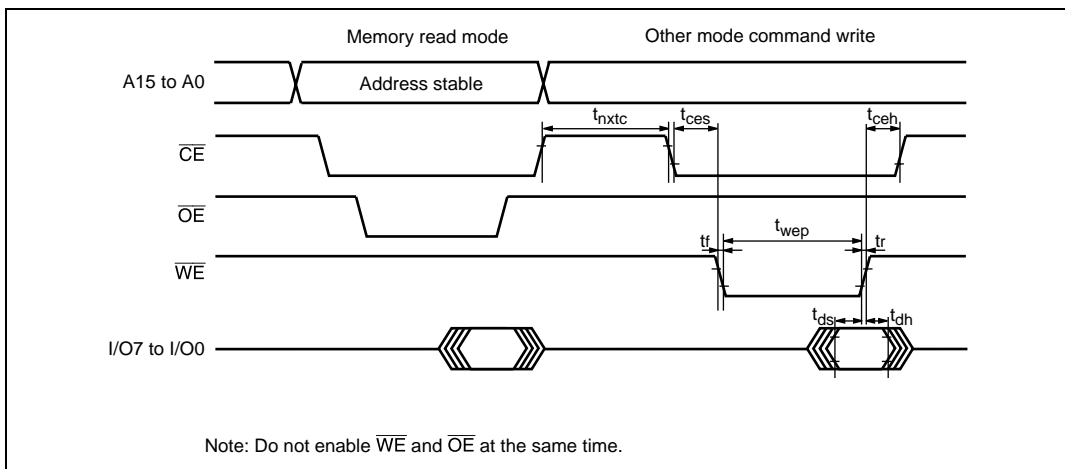 Memory read mode
Other mode command write
A15 to A0
Address stable
tnxtc
tces
tceh
CE
OE
twep
tf
tr
WE
tds
tdh
I/O7 to I/O0
Note: Do not enable WE and OE at the same time.